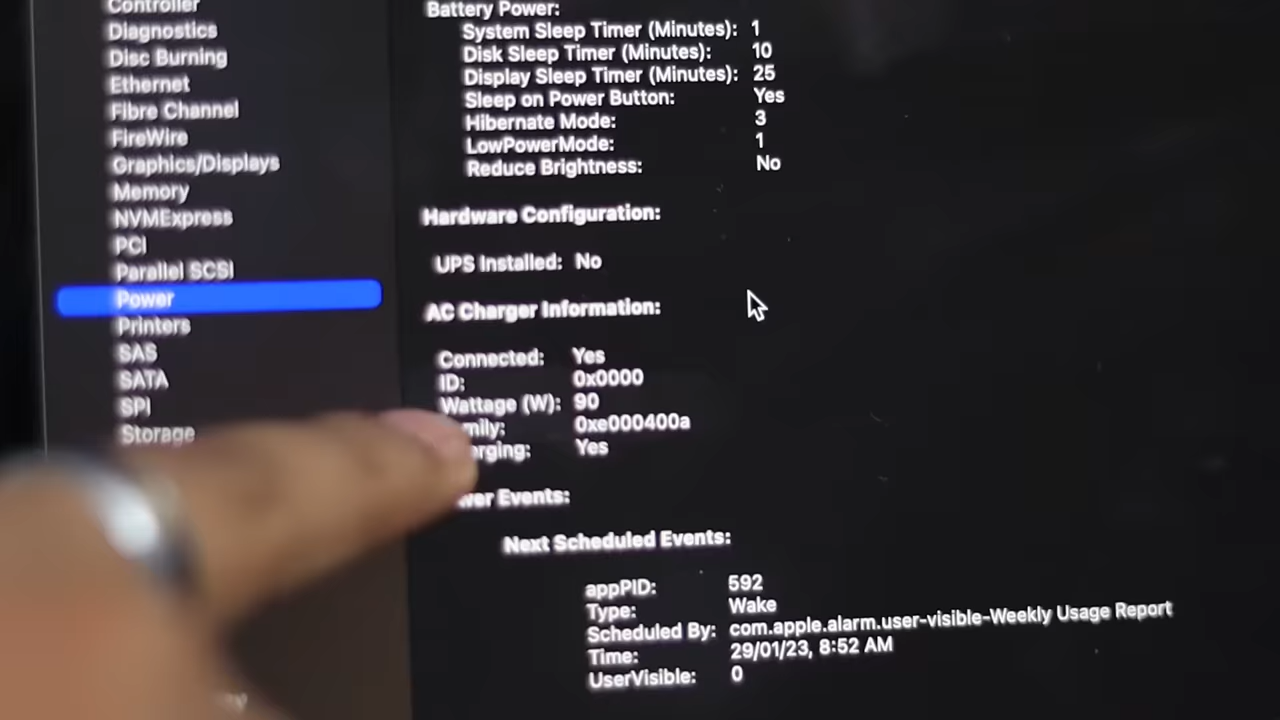 Controller
Diagnostics
Disc Burning
Ethernet
Fibre Channel
FireWire
Graphics/Displays
Memory
NVMExpress
PCI
Parallel SCSI
Power
Printers
SAS
SATA
SPI
Storage
Battery Power:
System Sleep Timer (Minutes): 1
Disk Sleep Timer (Minutes): 10
Display Sleep Timer (Minutes): 25
Sleep on Power Button: Yes
Hibernate Mode: 3
LowPowerMode: 1
Reduce Brightness: No
Hardware Configuration:
UPS Installed: No
AC Charger Information:
Connected: Yes
ID: 0x0000
Wattage (W): 90
mily: 0xe000400a
rging: Yes
wer Events:
Next Scheduled Events:
appPID: 592
Type: Wake
Scheduled By: com.apple.alarm.user-visible-Weekly Usage Report
Time: 29/01/23, 8:52 AM
UserVisible: 0